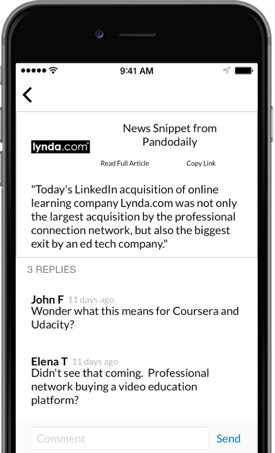 9:41 AM
lynda.com
News Snippet from
Pandodaily
Read Full Article
Copy Link
"Today's LinkedIn acquisition of online
learning company Lynda.com was not only
the largest acquisition by the professional
connection network, but also the biggest
exit by an ed tech company."
3 REPLIES
John F 11 days ago
Wonder what this means for Coursera and
Udacity?
Elena T 11 days ago
Didn't see that coming. Professional
network buying a video education
platform?
Comment
Send